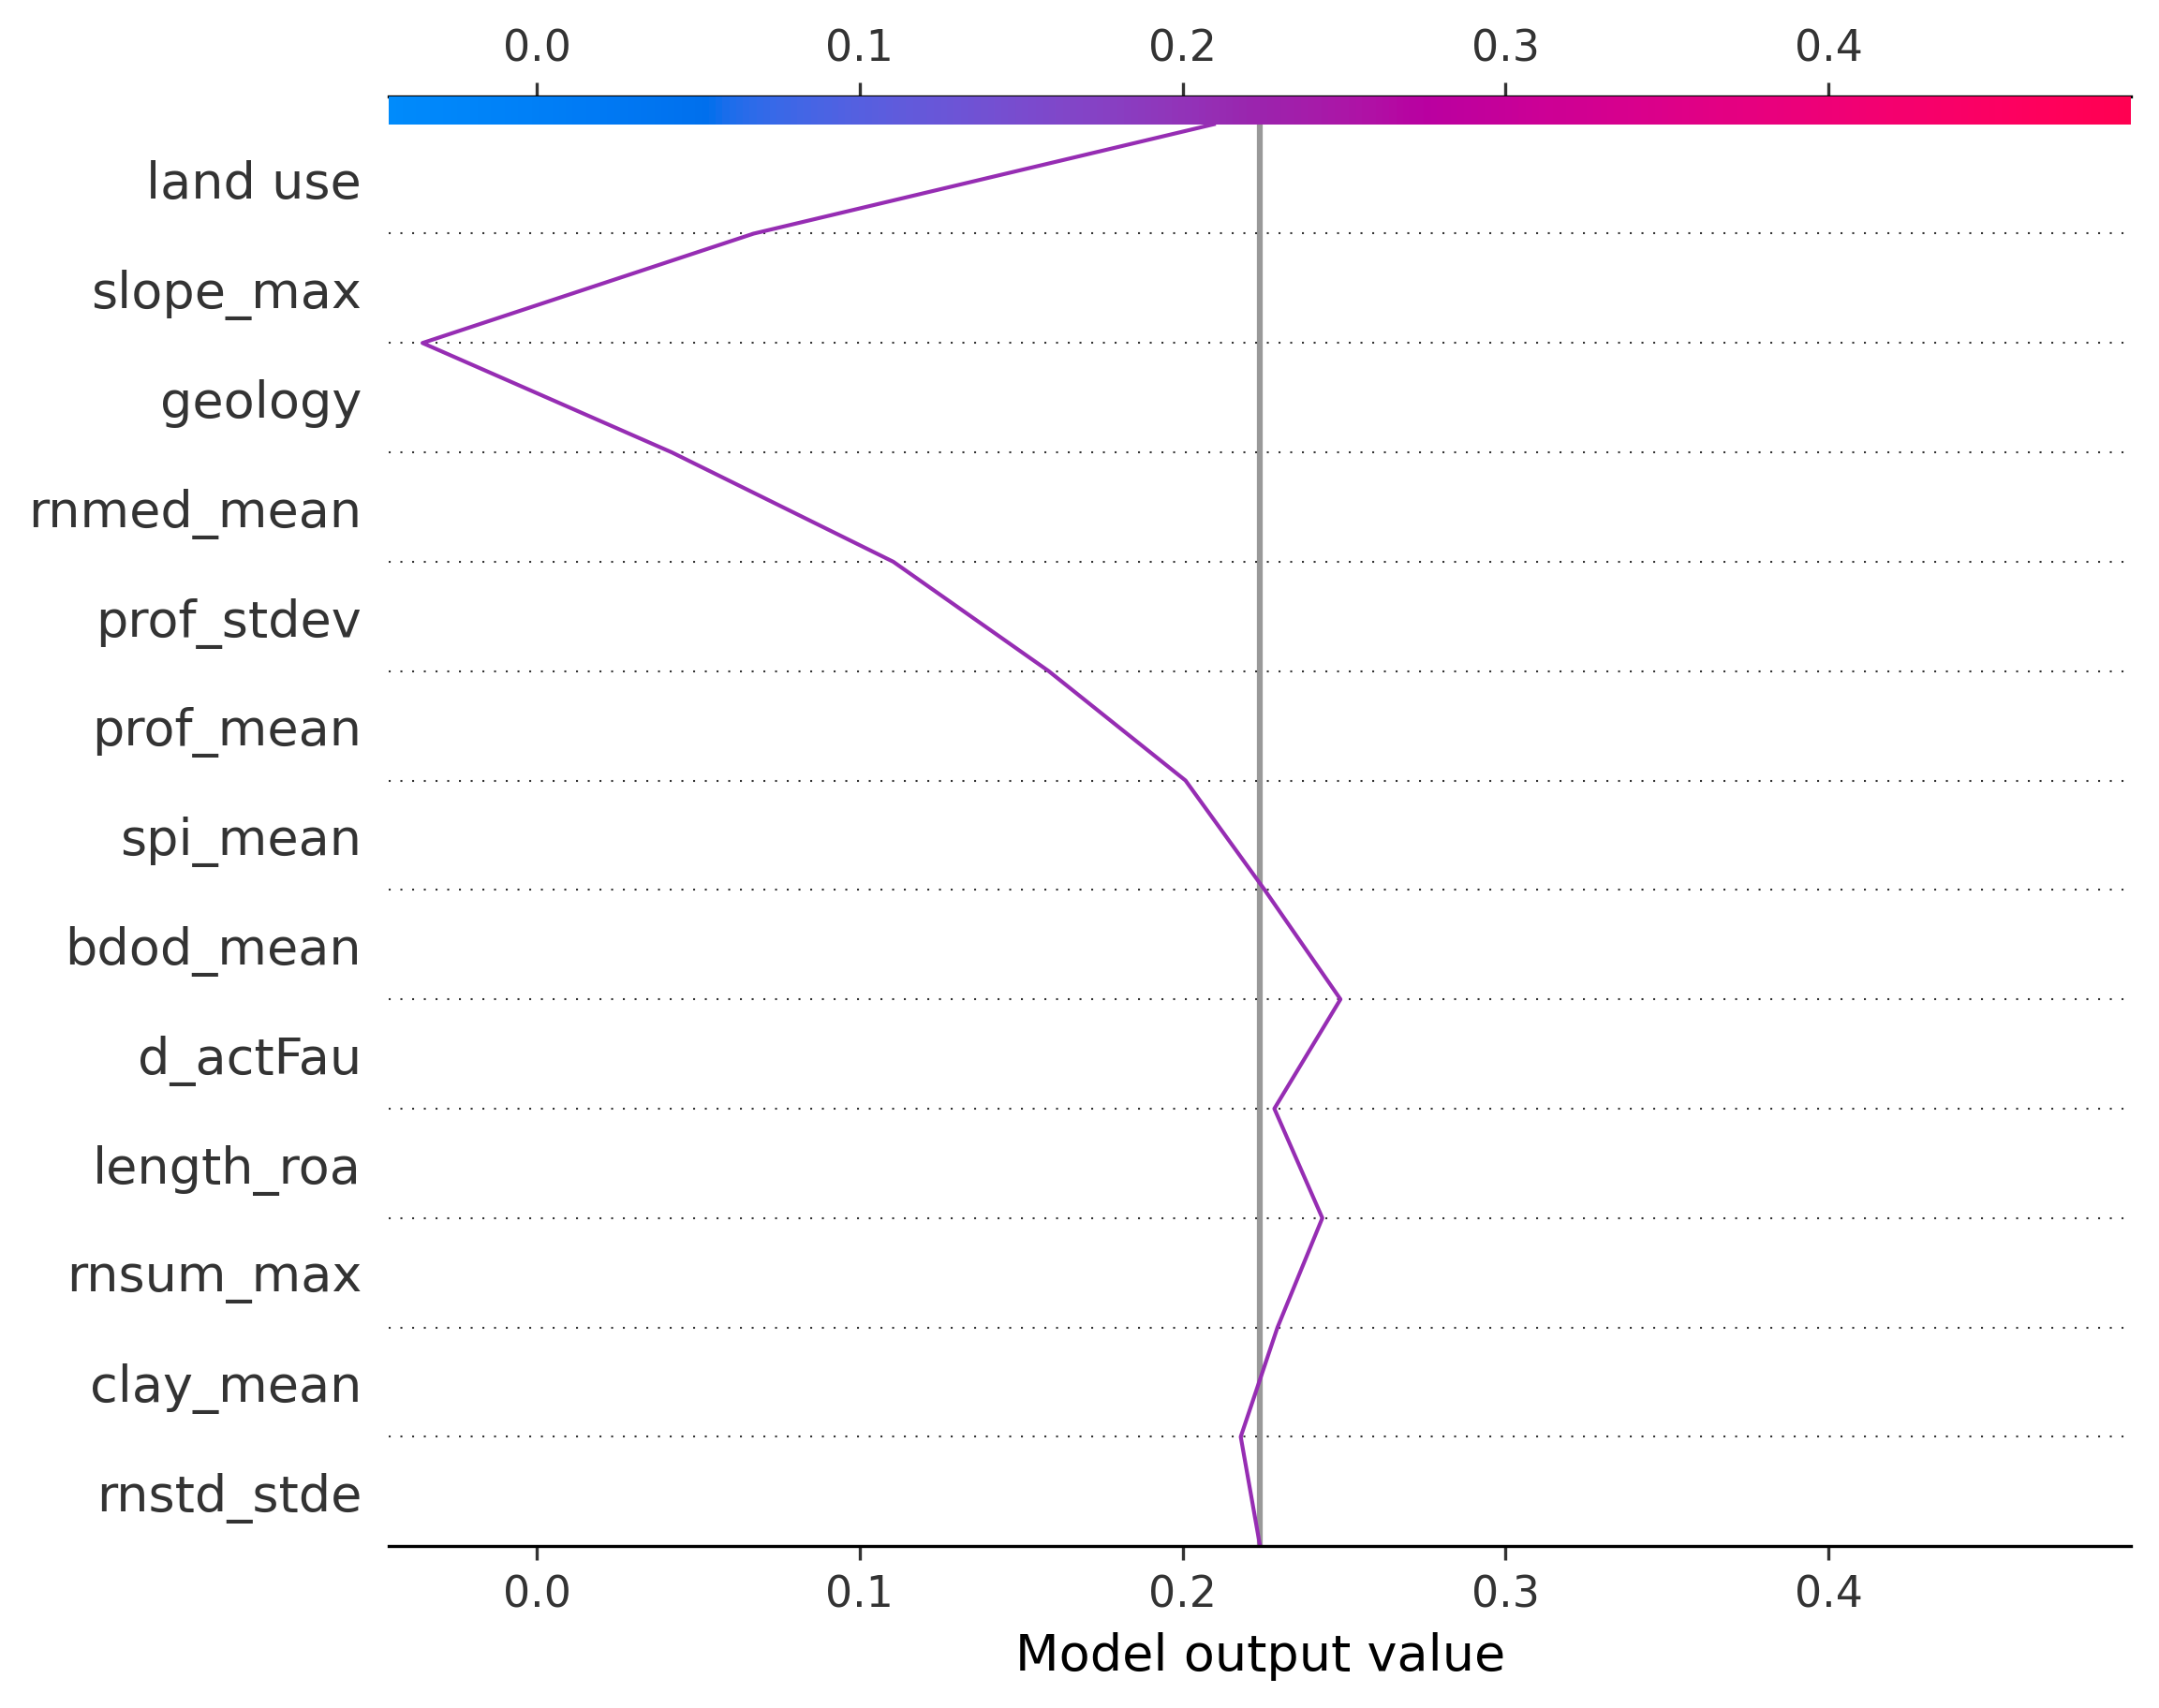 0.0 0.1 0.2 0.3 0.4
land use
slope_max
geology
rnmed_mean
prof_stdev
prof_mean
spi_mean
bdod_mean
d_actFau
length_roa
rnsum_max
clay_mean
rnstd_stde
0.0 0.1 0.2 0.3 0.4
Model output value